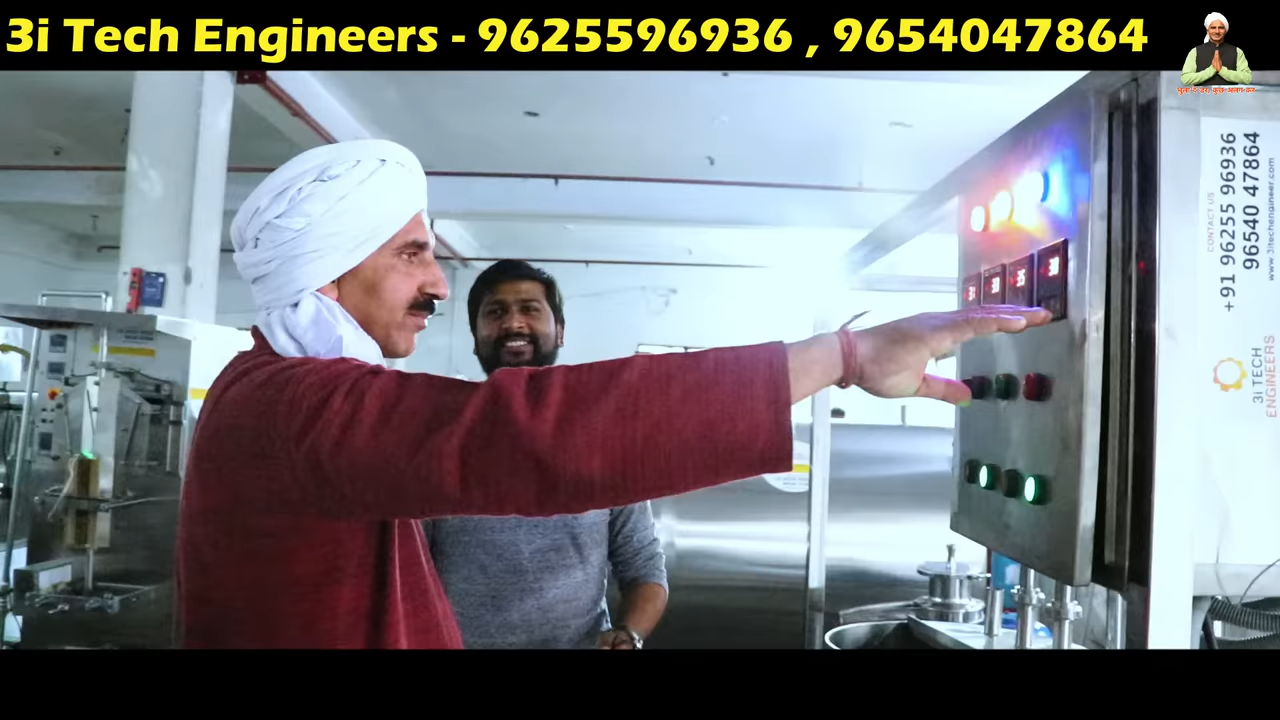 3i Tech Engineers - 9625596936 , 9654047864
CONTACT US
+91 96255 96936
96540 47864
www.3itechengineer.com
3i TECH
ENGINEERS